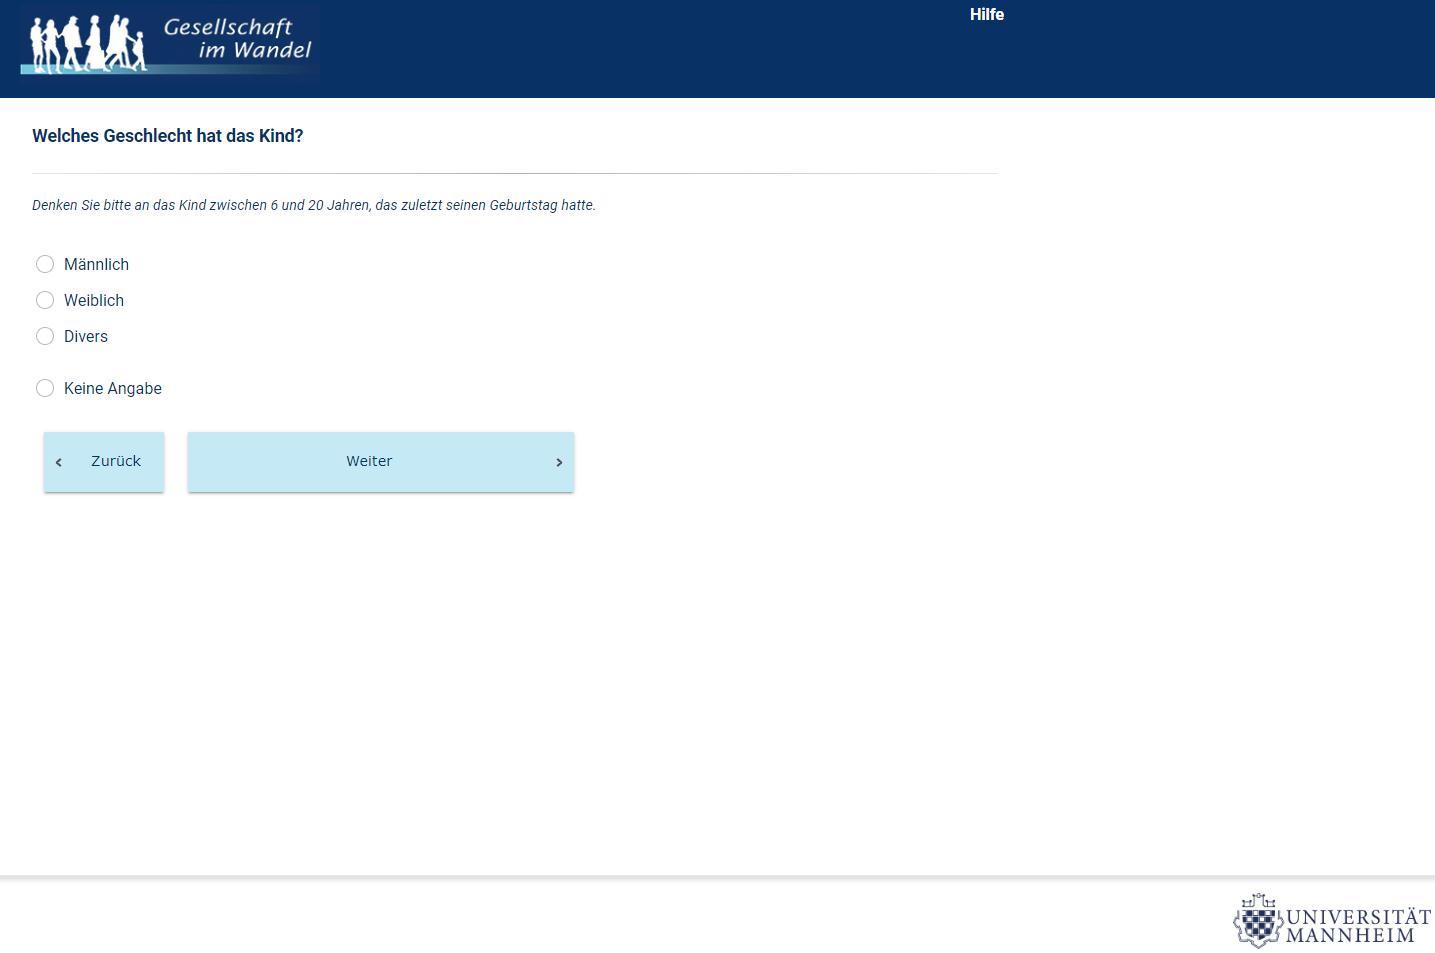 Gesellschaft
im Wandel
Hilfe
Welches Geschlecht hat das Kind?
Denken Sie bitte an das Kind zwischen 6 und 20 Jahren, das zuletzt seinen Geburtstag hatte.
Männlich
Weiblich
Divers
Keine Angabe
Zurück
Weiter
UNIVERSITÄT
MANNHEIM